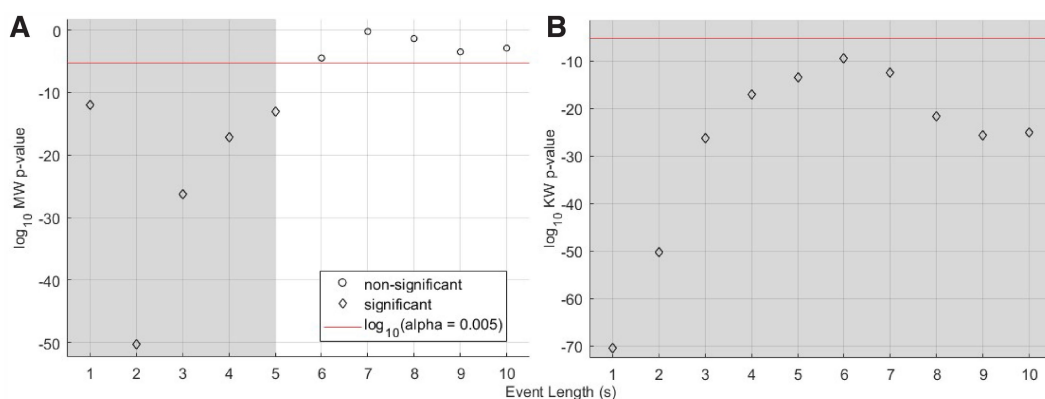 A
0
-10
-20
-30
-40
-50
log10 MW p-value
1 2 3 4 5 6 7 8 9 10
non-significant
significant
log10(alpha = 0.005)
B
-10
-20
-30
-40
-50
-60
-70
log10 KW p-value
1 2 3 4 5 6 7 8 9 10
Event Length (s)